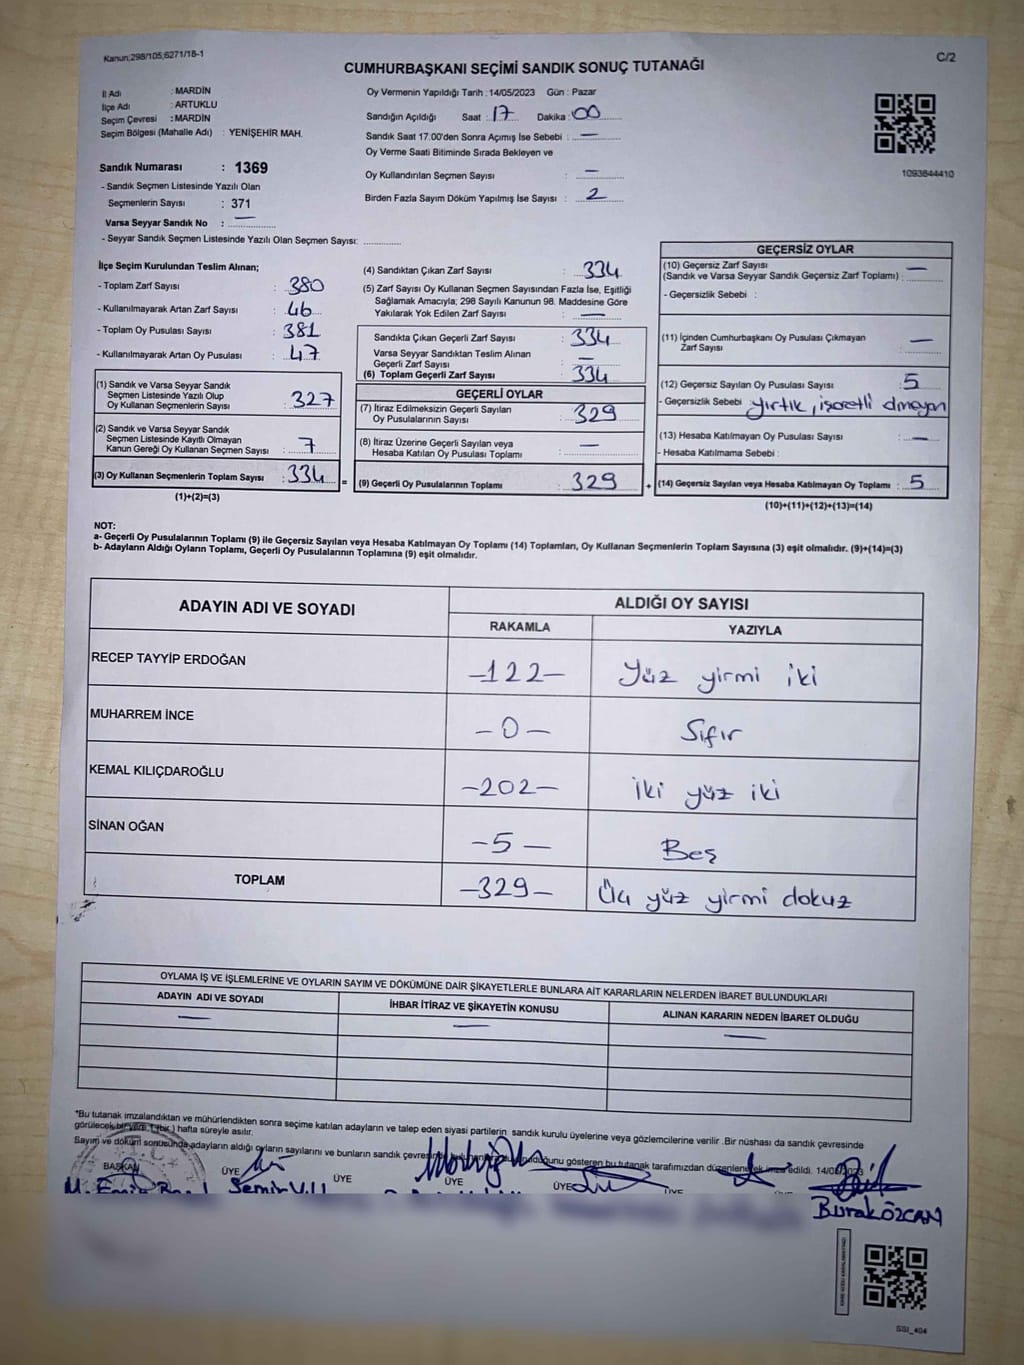 Kanun;298/105;6271/18-1
C/2
CUMHURBAŞKANI SEÇİMİ SANDIK SONUÇ TUTANAĞI
İl Adı : MARDİN
İlçe Adı : ARTUKLU
Seçim Çevresi : MARDİN
Seçim Bölgesi (Mahalle Adı) : YENİŞEHİR MAH.
Sandık Numarası : 1369
- Sandık Seçmen Listesinde Yazılı Olan
Seçmenlerin Sayısı : 371
Varsa Seyyar Sandık No : —
- Seyyar Sandık Seçmen Listesinde Yazılı Olan Seçmen Sayısı:
Oy Vermenin Yapıldığı Tarih : 14/05/2023 Gün : Pazar
Sandığın Açıldığı Saat : 17 Dakika : 00
Sandık Saat 17:00'den Sonra Açımış İse Sebebi : —
Oy Verme Saati Bitiminde Sırada Bekleyen ve
Oy Kullandırılan Seçmen Sayısı : —
Birden Fazla Sayım Döküm Yapılmış İse Sayısı : 2
1093844410
İlçe Seçim Kurulundan Teslim Alınan;
- Toplam Zarf Sayısı : 380
- Kullanılmayarak Artan Zarf Sayısı : 46
- Toplam Oy Pusulası Sayısı : 381
- Kullanılmayarak Artan Oy Pusulası : 47
(1) Sandık ve Varsa Seyyar Sandık
Seçmen Listesinde Yazılı Olup
Oy Kullanan Seçmenlerin Sayısı : 327
(2) Sandık ve Varsa Seyyar Sandık
Seçmen Listesinde Kayıtlı Olmayan
Kanun Gereği Oy Kullanan Seçmen Sayısı : 7
(3) Oy Kullanan Seçmenlerin Toplam Sayısı : 334 =
(1)+(2)=(3)
(4) Sandıktan Çıkan Zarf Sayısı : 334
(5) Zarf Sayısı Oy Kullanan Seçmen Sayısından Fazla İse, Eşitliği
Sağlamak Amacıyla; 298 Sayılı Kanunun 98. Maddesine Göre
Yakılarak Yok Edilen Zarf Sayısı : —
Sandıkta Çıkan Geçerli Zarf Sayısı : 334
Varsa Seyyar Sandıktan Teslim Alınan
Geçerli Zarf Sayısı : —
(6) Toplam Geçerli Zarf Sayısı : 334
GEÇERLİ OYLAR
(7) İtiraz Edilmeksizin Geçerli Sayılan
Oy Pusulalarının Sayısı : 329
(8) İtiraz Üzerine Geçerli Sayılan veya
Hesaba Katılan Oy Pusulası Toplamı : —
(9) Geçerli Oy Pusulalarının Toplamı : 329 +
GEÇERSİZ OYLAR
(10) Geçersiz Zarf Sayısı
(Sandık ve Varsa Seyyar Sandık Geçersiz Zarf Toplamı) : —
- Geçersizlik Sebebi :
(11) İçinden Cumhurbaşkanı Oy Pusulası Çıkmayan
Zarf Sayısı : —
(12) Geçersiz Sayılan Oy Pusulası Sayısı : 5
- Geçersizlik Sebebi yırtık, işaretli olmayan
(13) Hesaba Katılmayan Oy Pusulası Sayısı : —
- Hesaba Katılmama Sebebi :
(14) Geçersiz Sayılan veya Hesaba Katılmayan Oy Toplamı : 5
(10)+(11)+(12)+(13)=(14)
NOT:
a- Geçerli Oy Pusulalarının Toplamı (9) ile Geçersiz Sayılan veya Hesaba Katılmayan Oy Toplamı (14) Toplamları, Oy Kullanan Seçmenlerin Toplam Sayısına (3) eşit olmalıdır. (9)+(14)=(3)
b- Adayların Aldığı Oyların Toplamı, Geçerli Oy Pusulalarının Toplamına (9) eşit olmalıdır.
ADAYIN ADI VE SOYADI
ALDIĞI OY SAYISI
RAKAMLA YAZIYLA
RECEP TAYYİP ERDOĞAN -122- Yüz yirmi iki
MUHARREM İNCE -0- Sıfır
KEMAL KILIÇDAROĞLU -202- iki yüz iki
SİNAN OĞAN -5- Beş
TOPLAM -329- Üç yüz yirmi dokuz
OYLAMA İŞ VE İŞLEMLERİNE VE OYLARIN SAYIM VE DÖKÜMÜNE DAİR ŞİKAYETLERLE BUNLARA AİT KARARLARIN NELERDEN İBARET BULUNDUKLARI
ADAYIN ADI VE SOYADI İHBAR İTİRAZ VE ŞİKAYETİN KONUSU ALINAN KARARIN NEDEN İBARET OLDUĞU
— — —
*Bu tutanak imzalandıktan ve mühürlendikten sonra seçime katılan adayların ve talep eden siyasi partilerin sandık kurulu üyelerine veya gözlemcilerine verilir .Bir nüshası da sandık çevresinde
görülecek bir yere 1 (bir ) hafta süreyle asılır.
Sayım ve döküm sonusunda adayların aldığı oyların sayılarını ve bunların sandık çevresinde gösteren bu tutanak tarafımızdan düzenlenerek imza edildi. 14/05/2023
BAŞKAN ÜYE ÜYE ÜYE ÜYE ÜYE
Burak ÖZCAN
SSI_404